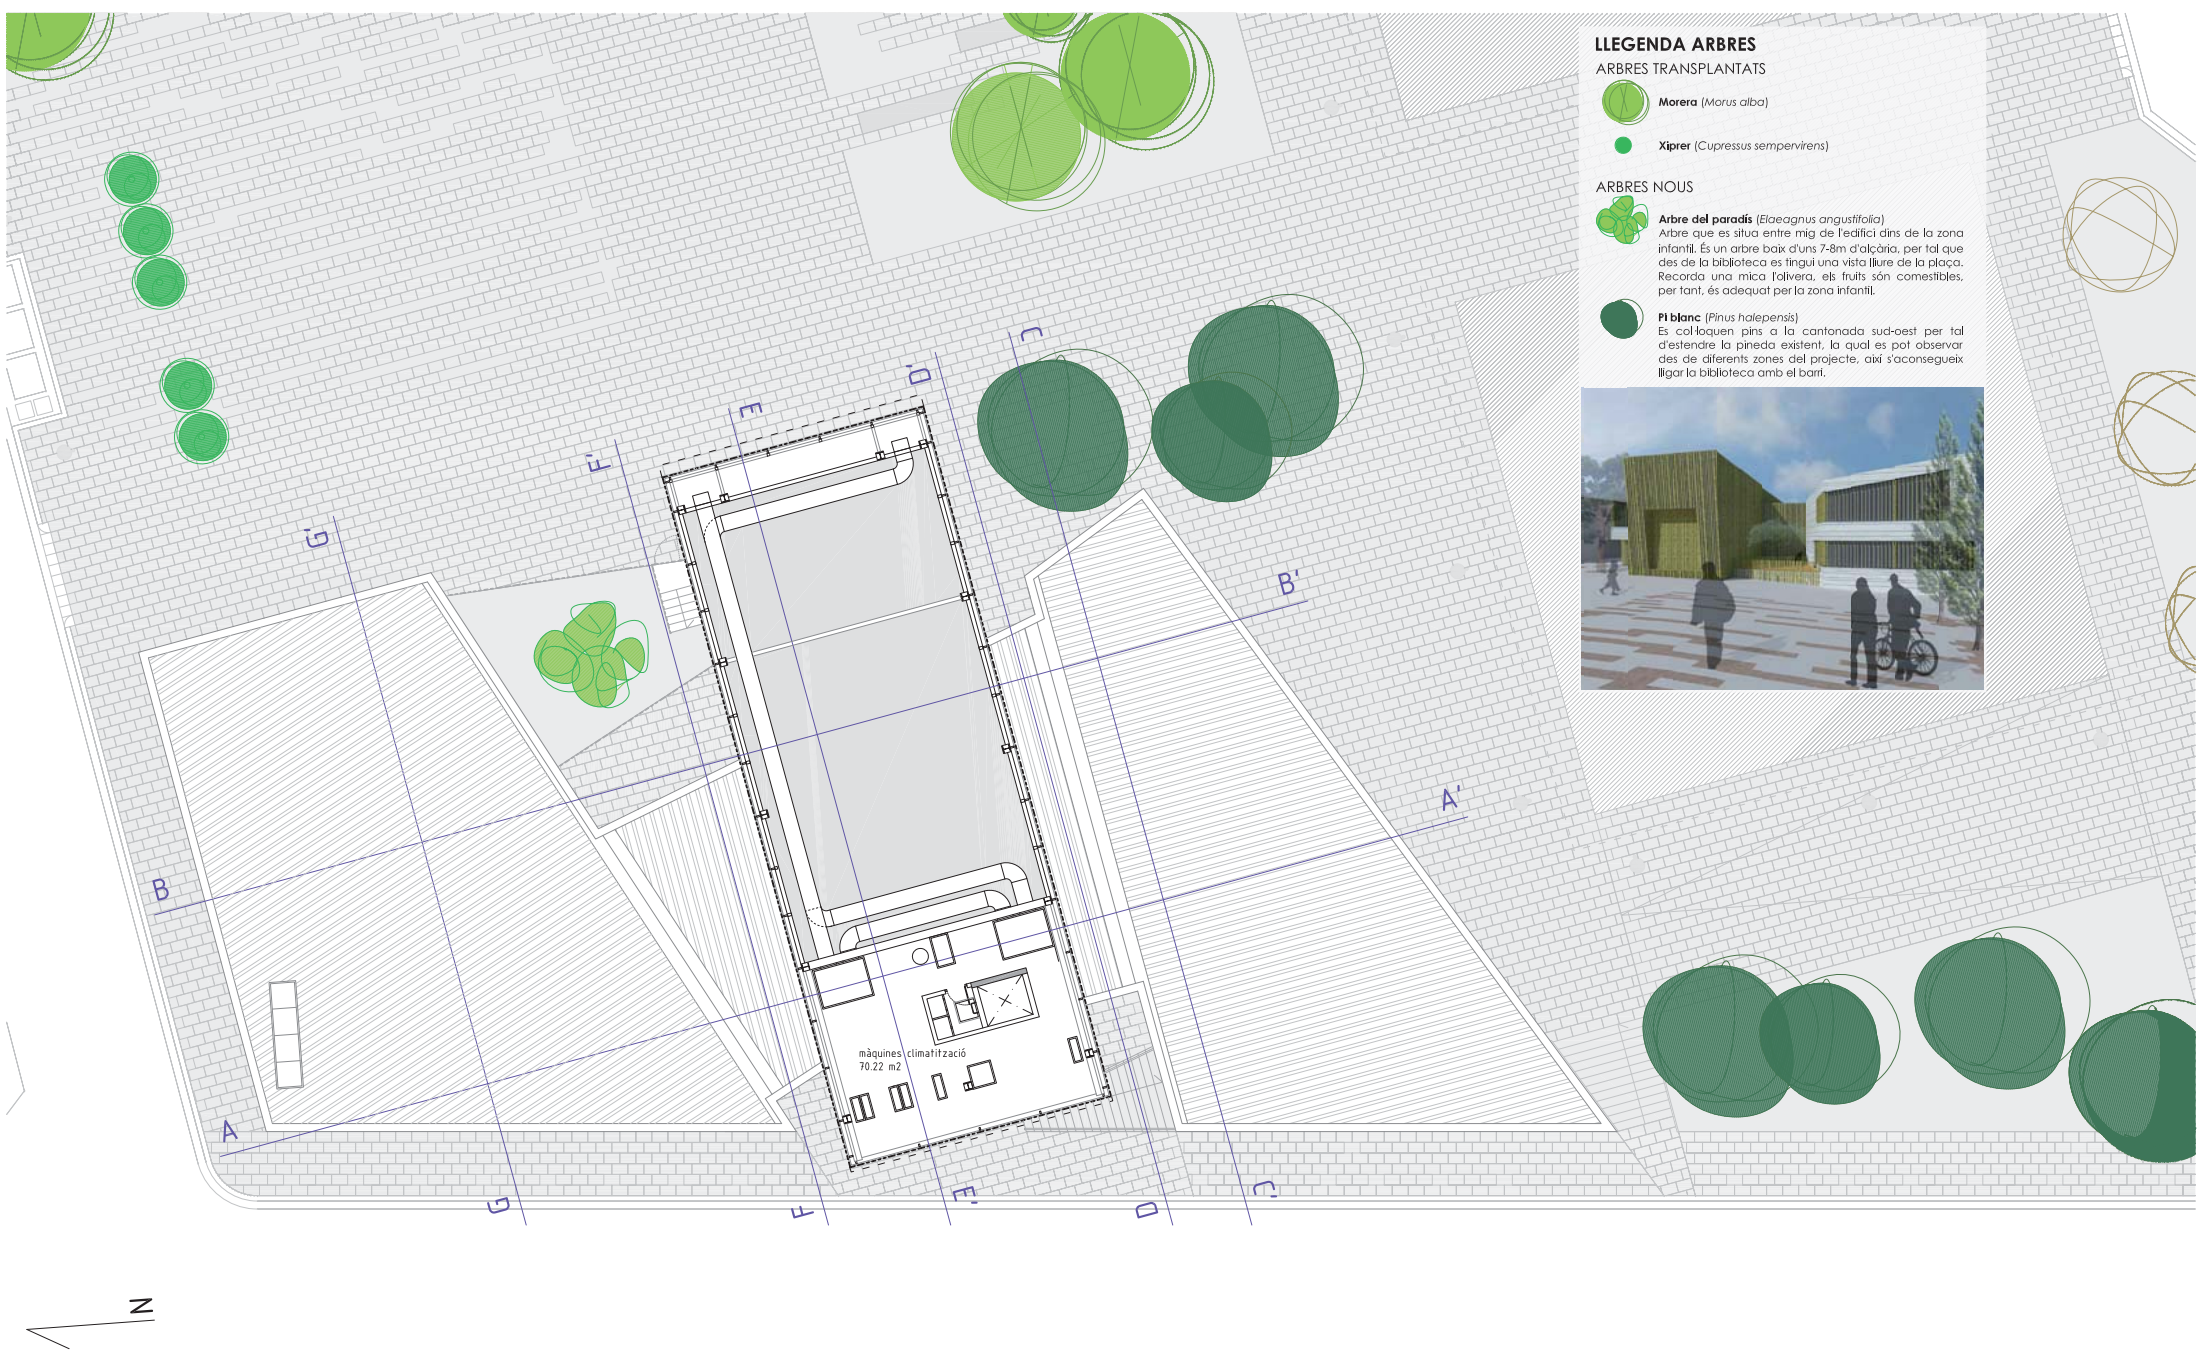 LLEGENDA ARBRES
ARBRES TRANSPLANTATS
Morera (Morus alba)
Xiprer (Cupressus sempervirens)
ARBRES NOUS
Arbre del paradís (Elaeagnus angustifolia)
Arbre que es situa entre mig de l'edifici dins de la zona
infantil. És un arbre baix d'uns 7-8m d'alçària, per tal que
des de la biblioteca es tingui una vista lliure de la plaça.
Recorda una mica l'olivera, els fruits són comestibles,
per tant, és adequat per la zona infantil.
Pi blanc (Pinus halepensis)
Es col·loquen pins a la cantonada sud-oest per tal
d'estendre la pineda existent, la qual es pot observar
des de diferents zones del projecte, així s'aconsegueix
lligar la biblioteca amb el barri.
C
D'
E
F'
G'
B'
A'
B
A
màquines climatització
70.22 m2
G
F
E'
D
C'
N